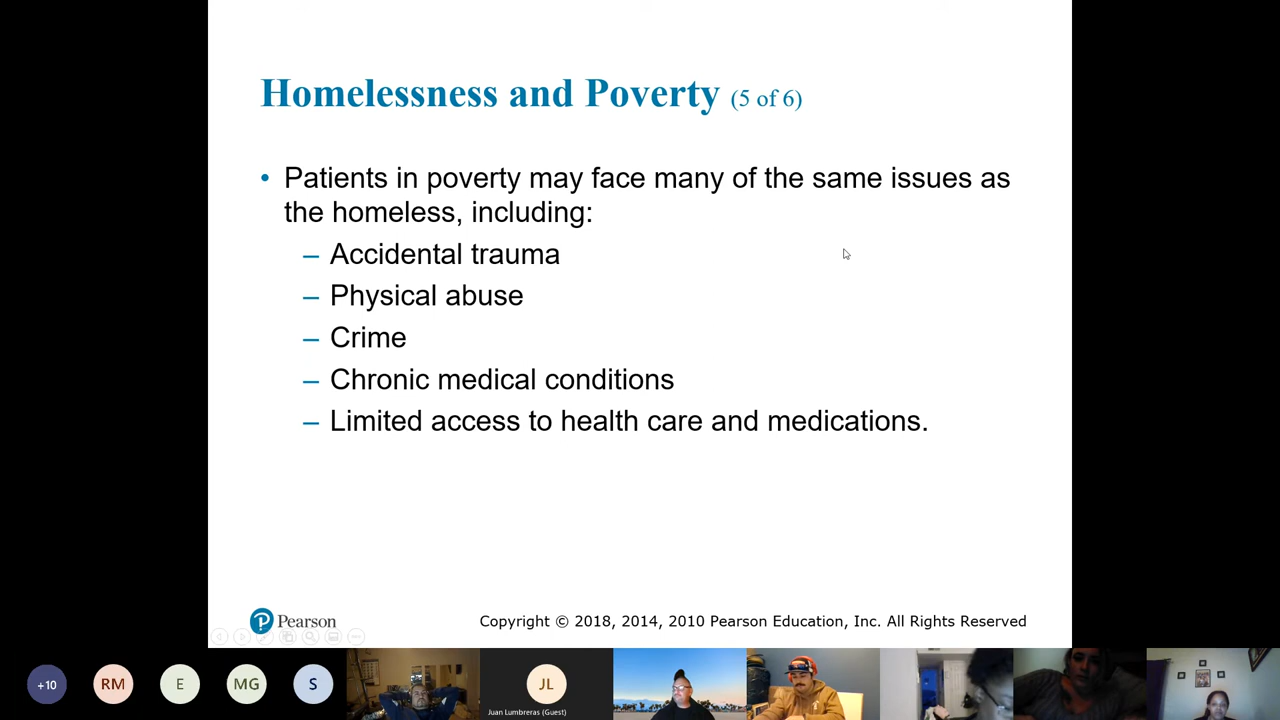 Homelessness and Poverty (5 of 6)
• Patients in poverty may face many of the same issues as
the homeless, including:
– Accidental trauma
– Physical abuse
– Crime
– Chronic medical conditions
– Limited access to health care and medications.
Pearson
Copyright © 2018, 2014, 2010 Pearson Education, Inc. All Rights Reserved
+10 RM E MG S JL
Juan Lumbreras (Guest)